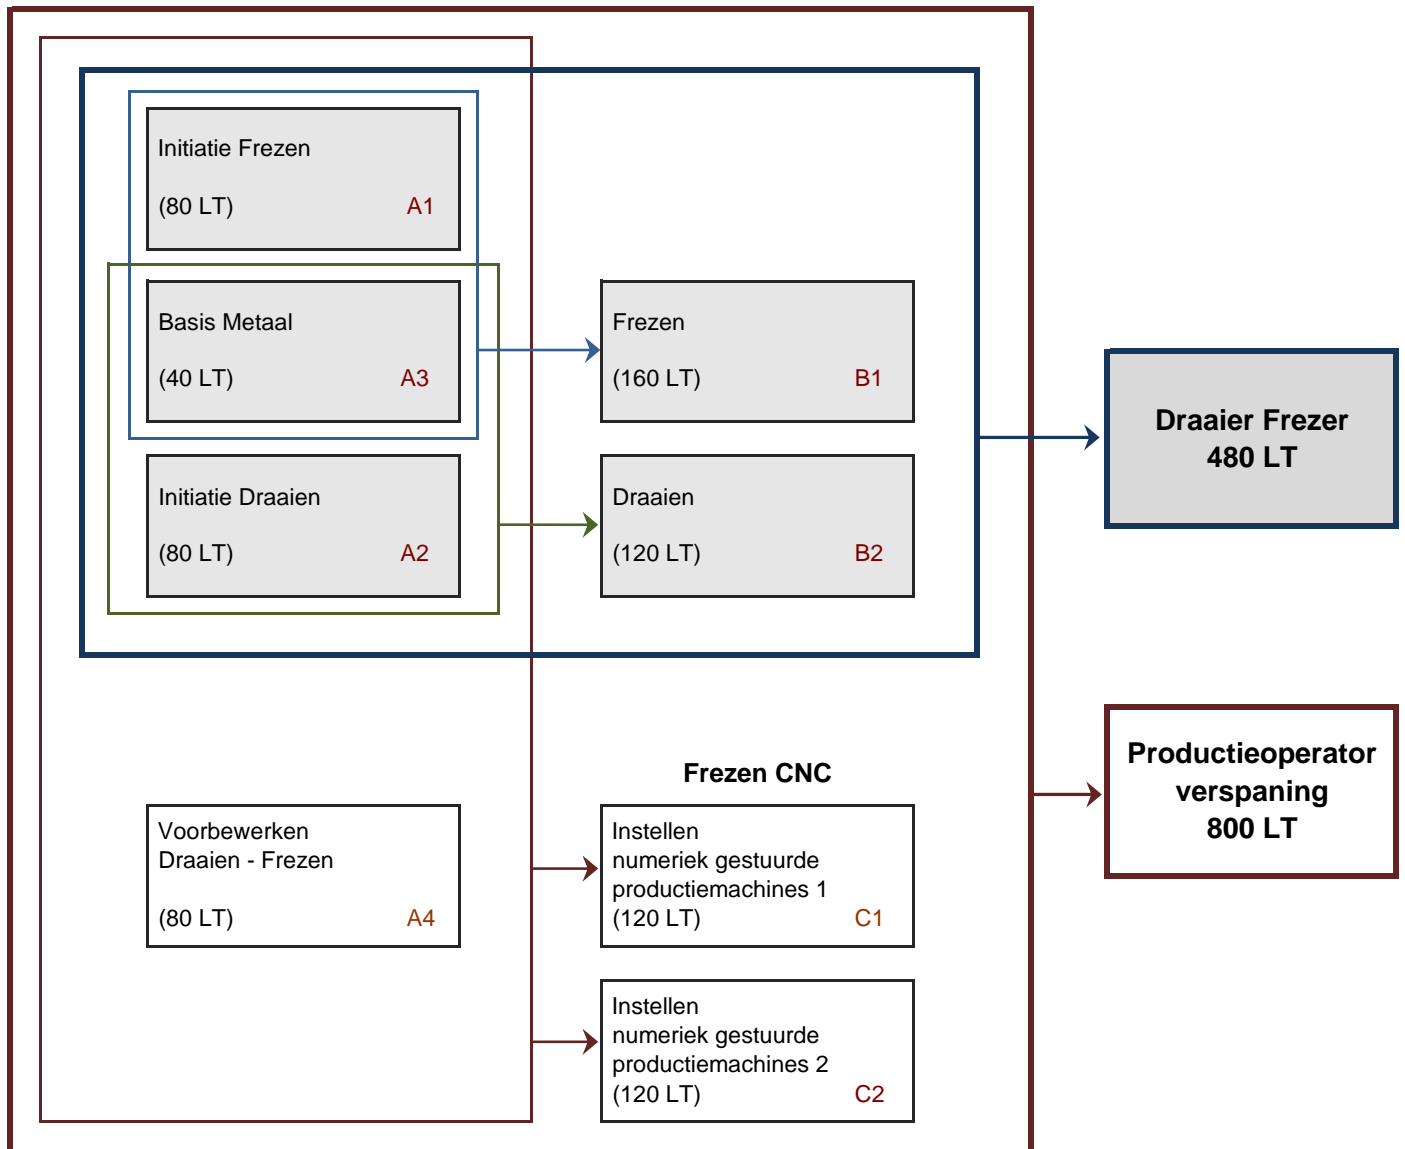 Initiatie Frezen
(80 LT) A1
Basis Metaal
(40 LT) A3
Frezen
(160 LT) B1
Initiatie Draaien
(80 LT) A2
Draaien
(120 LT) B2
Draaier Frezer
480 LT
Productieoperator
verspaning
800 LT
Frezen CNC
Voorbewerken
Draaien - Frezen
(80 LT) A4
Instellen
numeriek gestuurde
productiemachines 1
(120 LT) C1
Instellen
numeriek gestuurde
productiemachines 2
(120 LT) C2